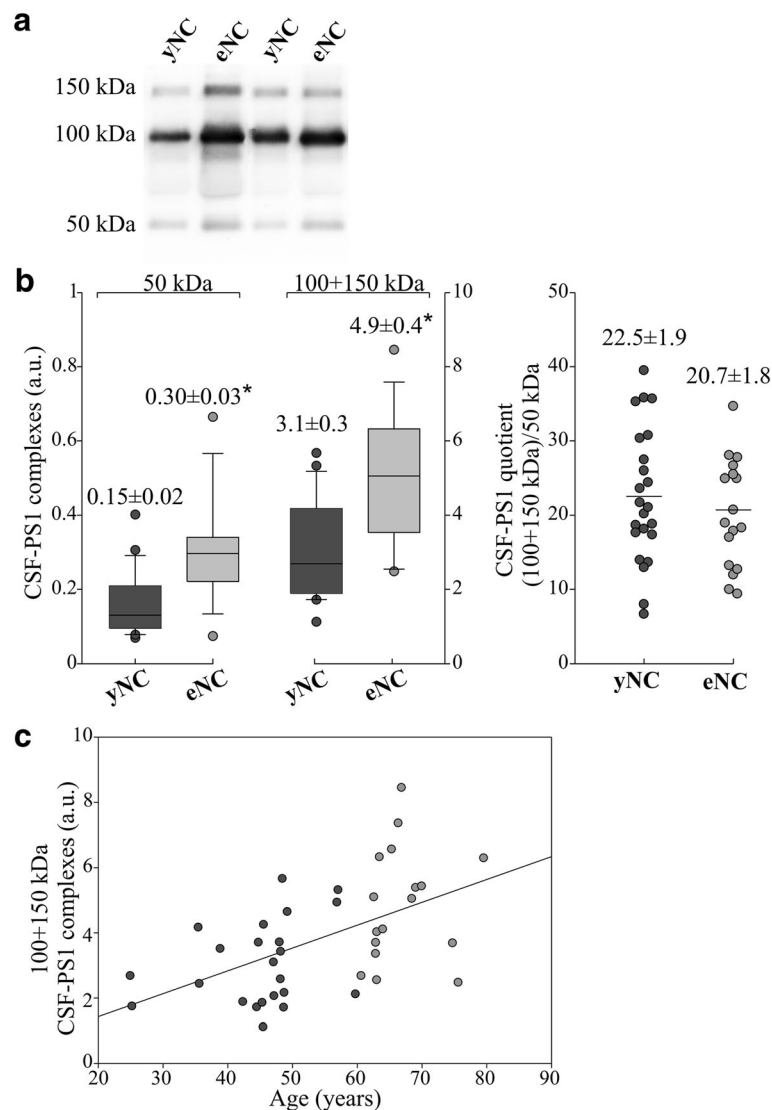 a
yNC eNC yNC eNC
150 kDa
100 kDa
50 kDa
b
50 kDa 100+150 kDa
CSF-PS1 complexes (a.u.)
1
0.8
0.6
0.4
0.2
0
0.15±0.02
0.30±0.03*
3.1±0.3
4.9±0.4*
10
8
6
4
2
0
yNC eNC yNC eNC
CSF-PS1 quotient
(100+150 kDa)/50 kDa
50
40
30
20
10
0
22.5±1.9
20.7±1.8
yNC eNC
c
100+150 kDa
CSF-PS1 complexes (a.u.)
10
8
6
4
2
0
20 30 40 50 60 70 80 90
Age (years)